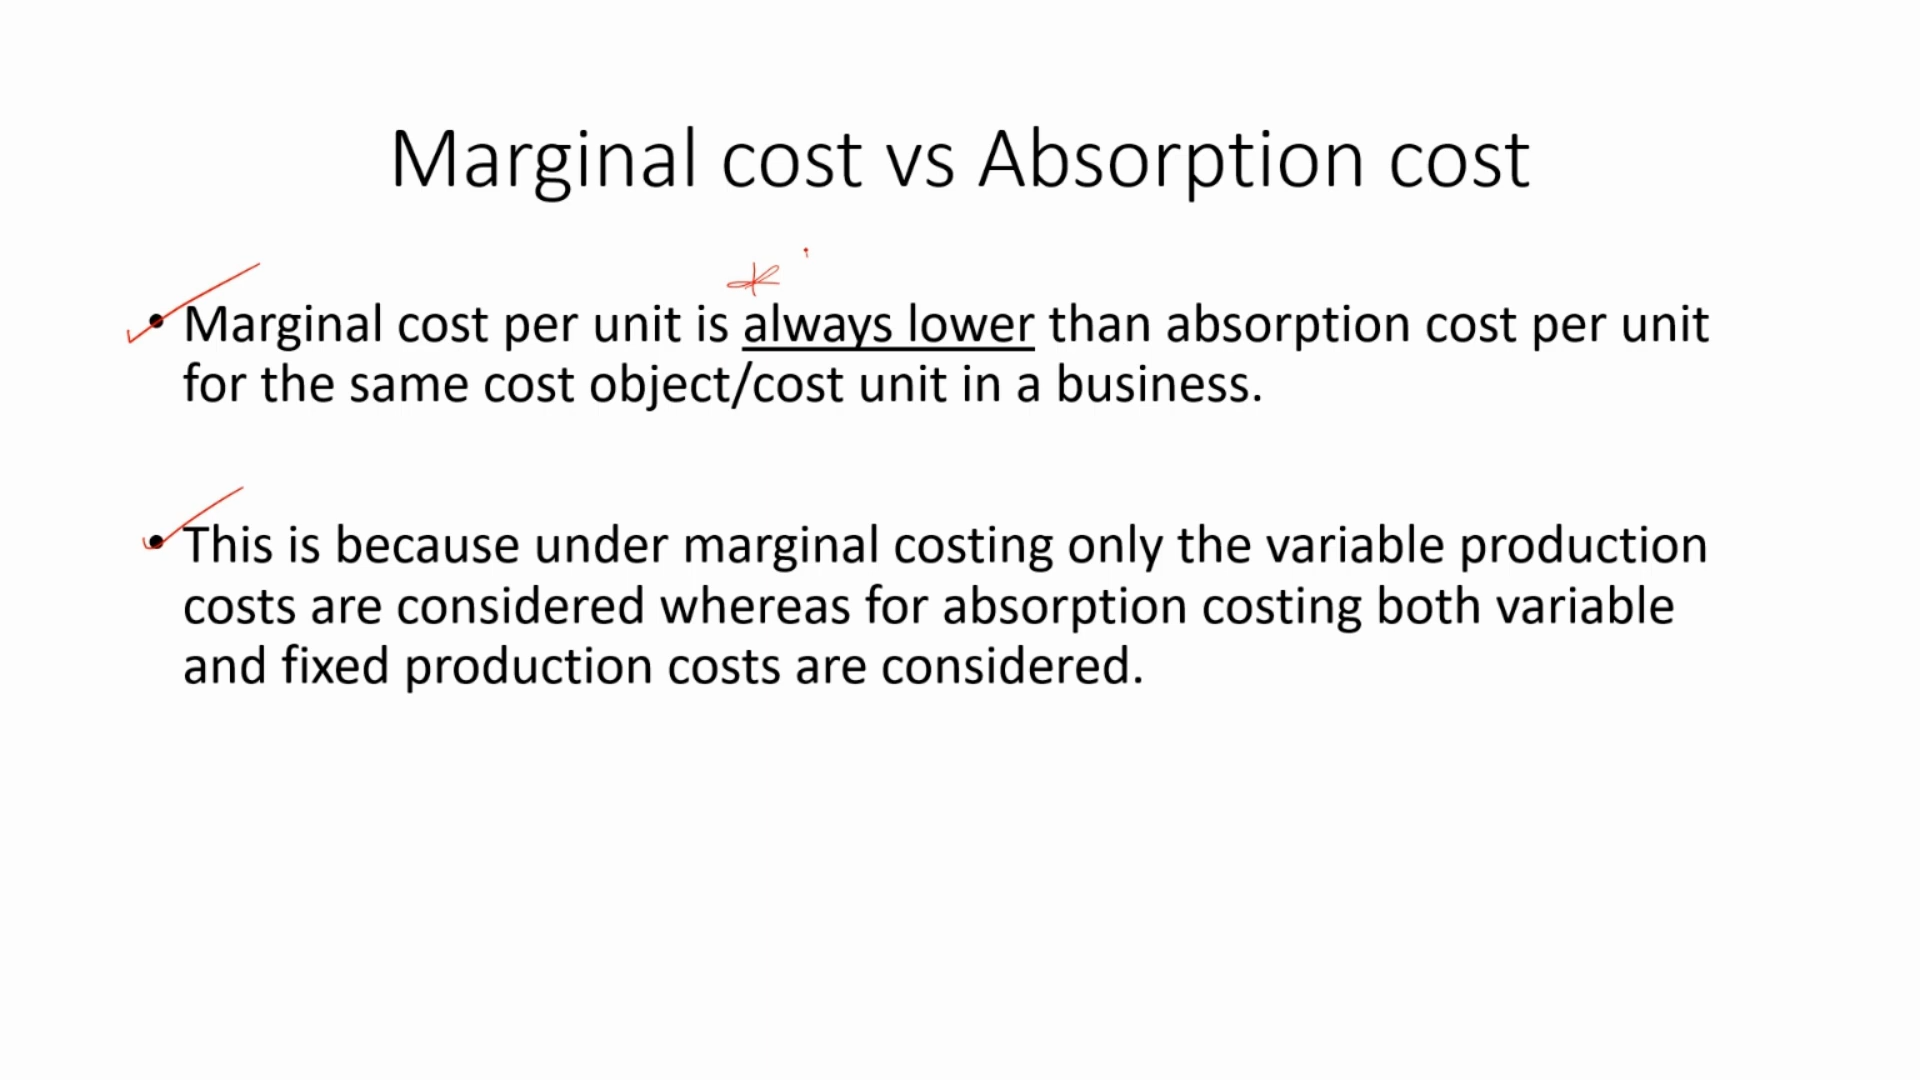 Marginal cost vs Absorption cost
• Marginal cost per unit is always lower than absorption cost per unit
for the same cost object/cost unit in a business.
• This is because under marginal costing only the variable production
costs are considered whereas for absorption costing both variable
and fixed production costs are considered.